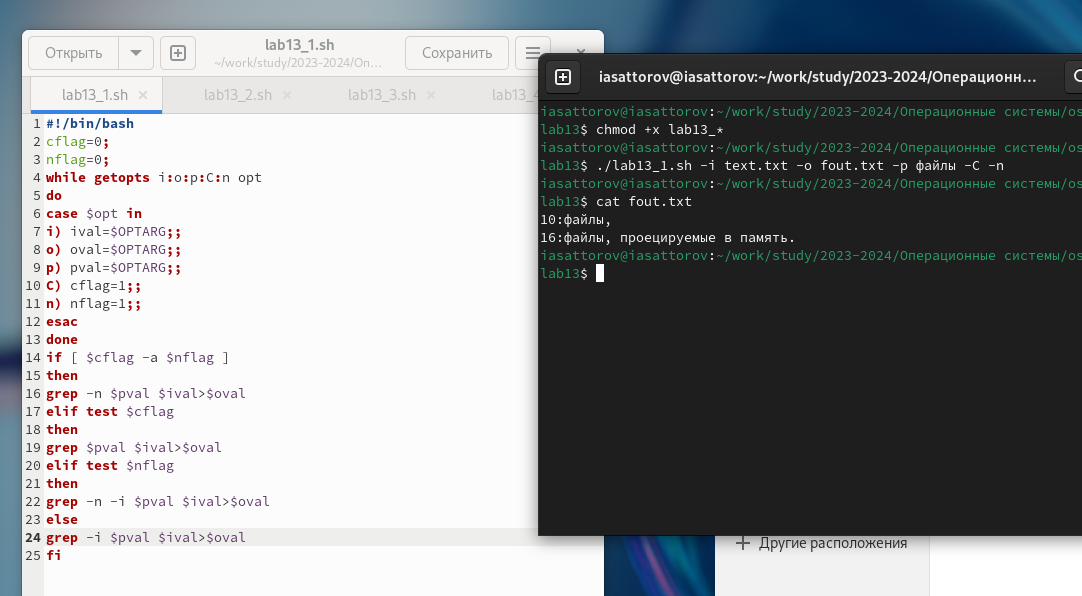 Открыть
lab13_1.sh
~/work/study/2023-2024/Оп...
Сохранить
lab13_1.sh
lab13_2.sh
lab13_3.sh
1 #!/bin/bash
2 cflag=0;
3 nflag=0;
4 while getopts i:o:p:C:n opt
5 do
6 case $opt in
7 i) ival=$OPTARG;;
8 o) oval=$OPTARG;;
9 p) pval=$OPTARG;;
10 C) cflag=1;;
11 n) nflag=1;;
12 esac
13 done
14 if [ $cflag -a $nflag ]
15 then
16 grep -n $pval $ival>$oval
17 elif test $cflag
18 then
19 grep $pval $ival>$oval
20 elif test $nflag
21 then
22 grep -n -i $pval $ival>$oval
23 else
24 grep -i $pval $ival>$oval
25 fi
iasattorov@iasattorov:~/work/study/2023-2024/Операционн...
iasattorov@iasattorov:~/work/study/2023-2024/Операционные системы/os
lab13$ chmod +x lab13_*
iasattorov@iasattorov:~/work/study/2023-2024/Операционные системы/os
lab13$ ./lab13_1.sh -i text.txt -o fout.txt -p файлы -C -n
iasattorov@iasattorov:~/work/study/2023-2024/Операционные системы/os
lab13$ cat fout.txt
10:файлы,
16:файлы, проецируемые в память.
iasattorov@iasattorov:~/work/study/2023-2024/Операционные системы/os
lab13$
Другие расположения